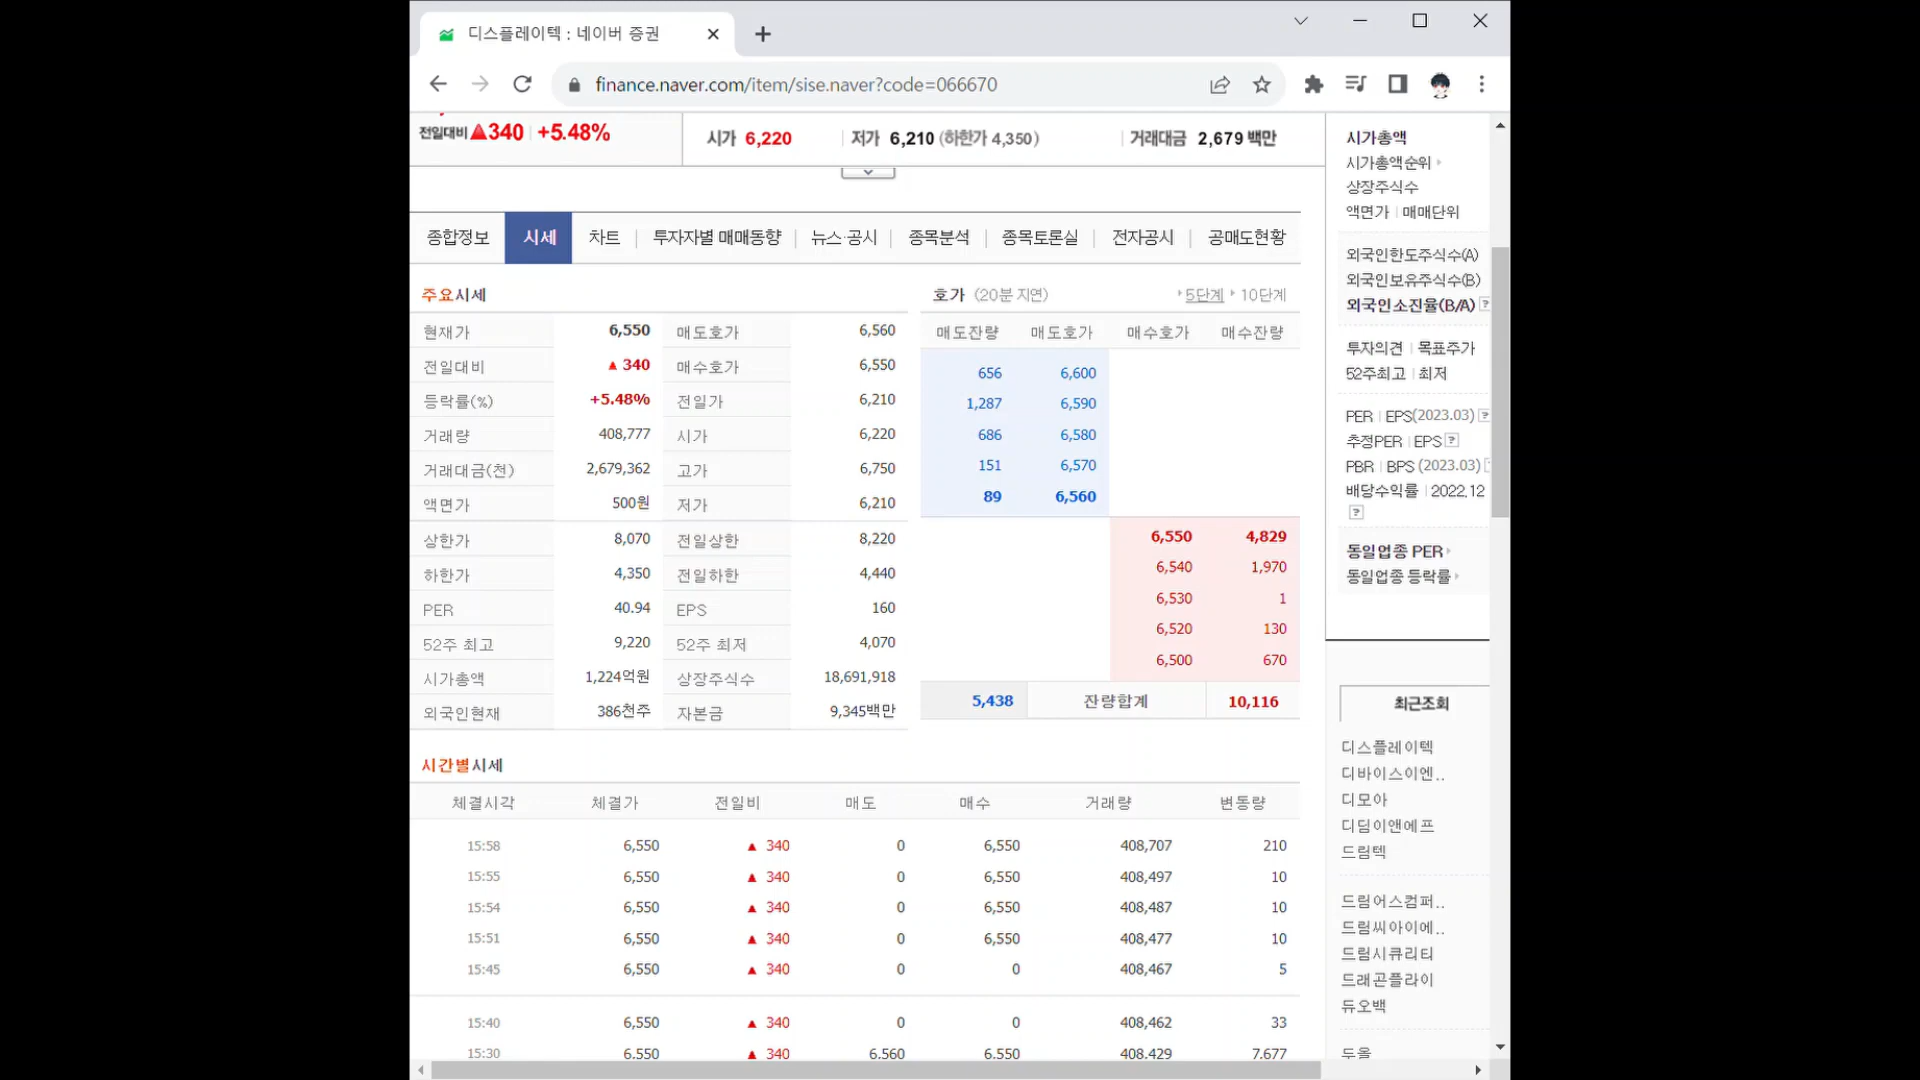 디스플레이텍 : 네이버 증권
finance.naver.com/item/sise.naver?code=066670
전일대비 ▲340 +5.48% 시가 6,220 저가 6,210 (하한가 4,350) 거래대금 2,679 백만
종합정보 시세 차트 투자자별 매매동향 뉴스·공시 종목분석 종목토론실 전자공시 공매도현황
주요시세
현재가 6,550 매도호가 6,560
전일대비 ▲ 340 매수호가 6,550
등락률(%) +5.48% 전일가 6,210
거래량 408,777 시가 6,220
거래대금(천) 2,679,362 고가 6,750
액면가 500원 저가 6,210
상한가 8,070 전일상한 8,220
하한가 4,350 전일하한 4,440
PER 40.94 EPS 160
52주 최고 9,220 52주 최저 4,070
시가총액 1,224억원 상장주식수 18,691,918
외국인현재 386천주 자본금 9,345백만
호가 (20분 지연) 5단계 10단계
매도잔량 매도호가 매수호가 매수잔량
656 6,600
1,287 6,590
686 6,580
151 6,570
89 6,560
6,550 4,829
6,540 1,970
6,530 1
6,520 130
6,500 670
5,438 잔량합계 10,116
시간별시세
체결시각 체결가 전일비 매도 매수 거래량 변동량
15:58 6,550 ▲ 340 0 6,550 408,707 210
15:55 6,550 ▲ 340 0 6,550 408,497 10
15:54 6,550 ▲ 340 0 6,550 408,487 10
15:51 6,550 ▲ 340 0 6,550 408,477 10
15:45 6,550 ▲ 340 0 0 408,467 5
15:40 6,550 ▲ 340 0 0 408,462 33
15:30 6,550 ▲ 340 6,560 6,550 408,429 7,677
시가총액
시가총액순위
상장주식수
액면가 | 매매단위
외국인한도주식수(A)
외국인보유주식수(B)
외국인소진율(B/A) ?
투자의견 | 목표주가
52주최고 | 최저
PER | EPS(2023.03) ?
추정PER | EPS ?
PBR | BPS (2023.03)
배당수익률 | 2022.12
?
동일업종 PER
동일업종 등락률
최근조회
디스플레이텍
디바이스이엔..
디모아
디딤이앤에프
드림텍
드림어스컴퍼..
드림씨아이에..
드림시큐리티
드래곤플라이
듀오백
두올